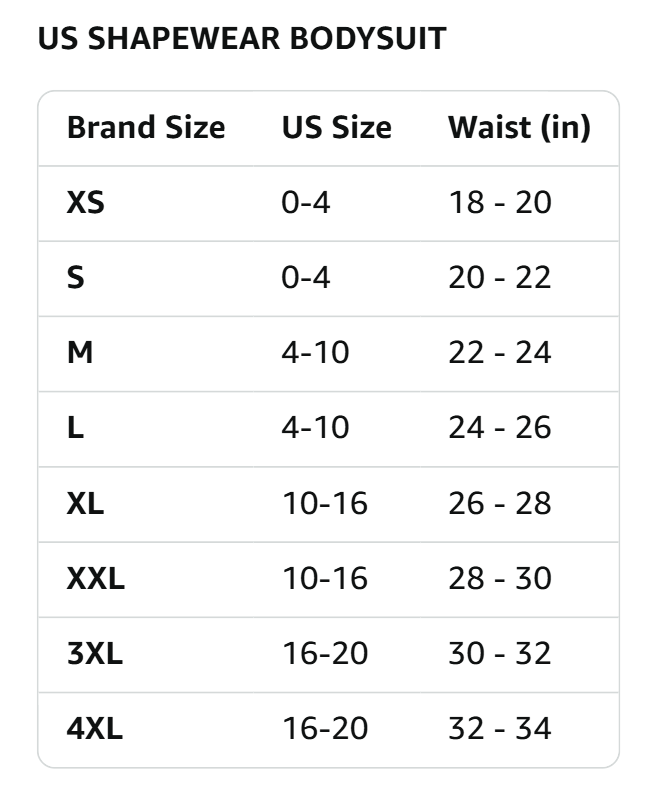 US SHAPEWEAR BODYSUIT
Brand Size US Size Waist (in)
XS 0-4 18 - 20
S 0-4 20 - 22
M 4-10 22 - 24
L 4-10 24 - 26
XL 10-16 26 - 28
XXL 10-16 28 - 30
3XL 16-20 30 - 32
4XL 16-20 32 - 34